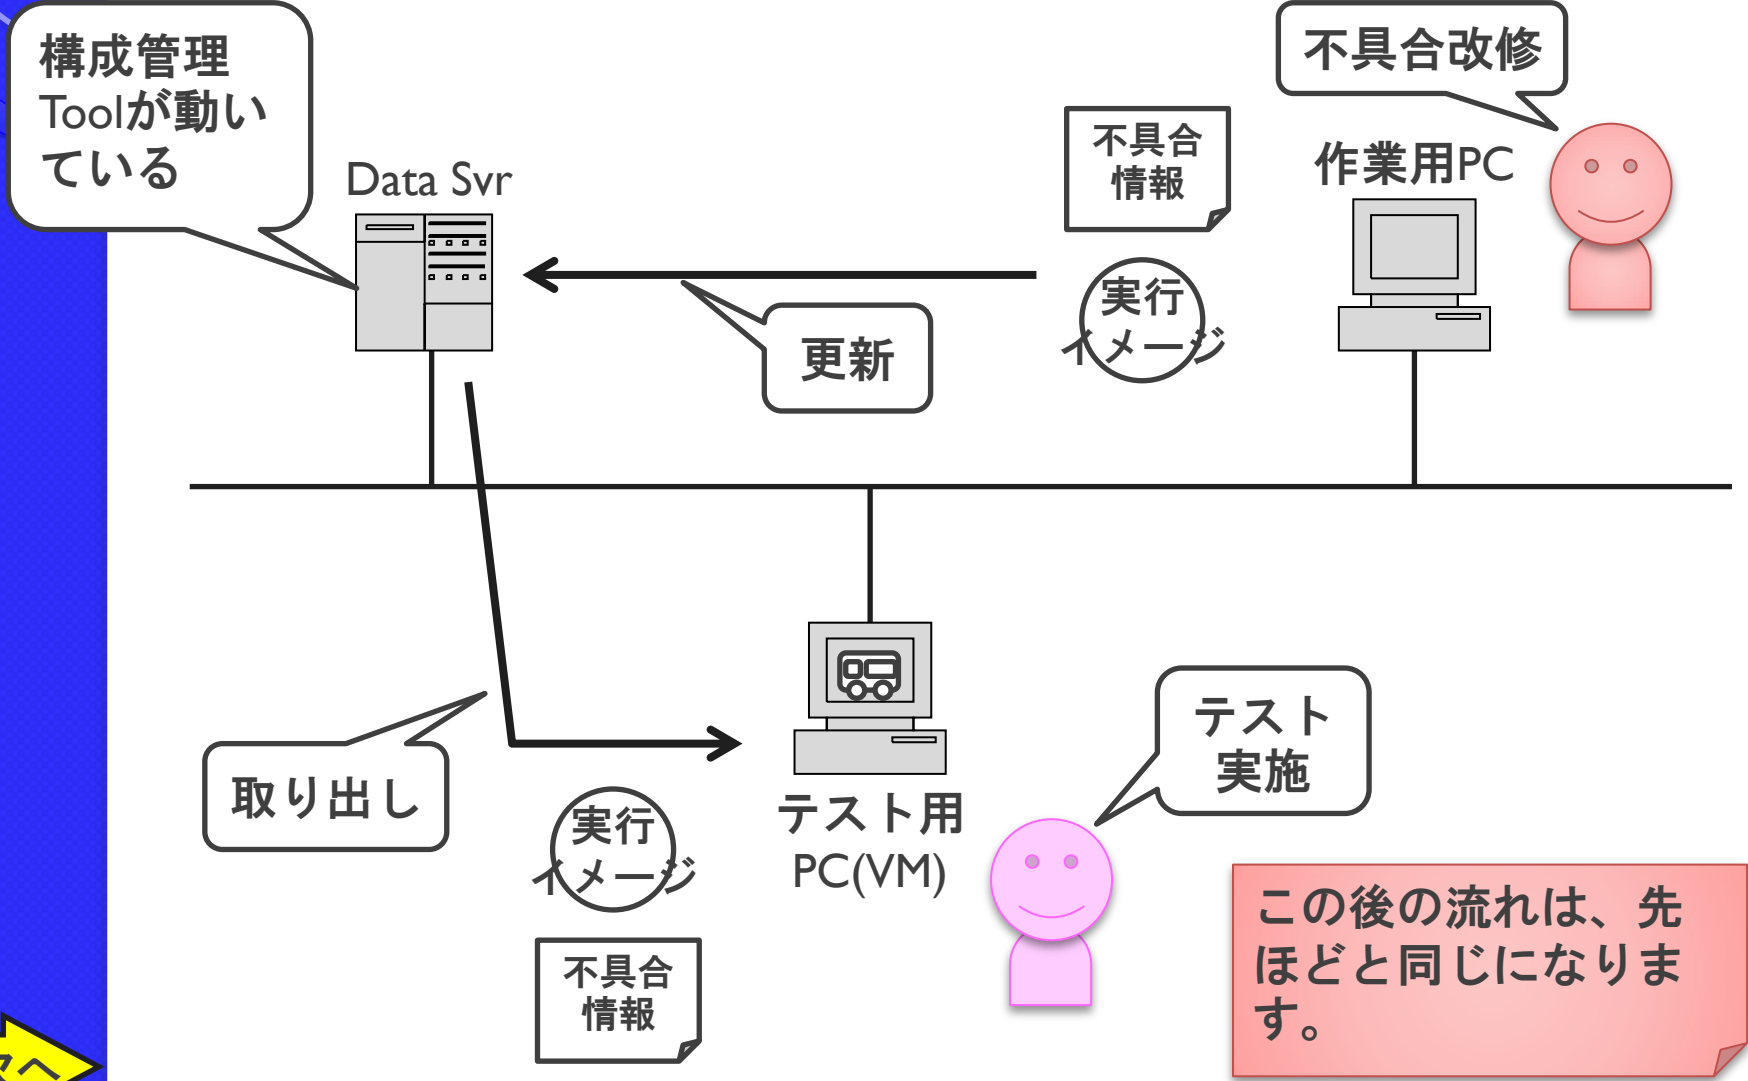 構成管理
Toolが動い
ている
Data Svr
不具合改修
不具合
情報
作業用PC
実行
イメージ
更新
取り出し
実行
イメージ
不具合
情報
テスト用
PC(VM)
テスト
実施
この後の流れは、先
ほどと同じになりま
す。